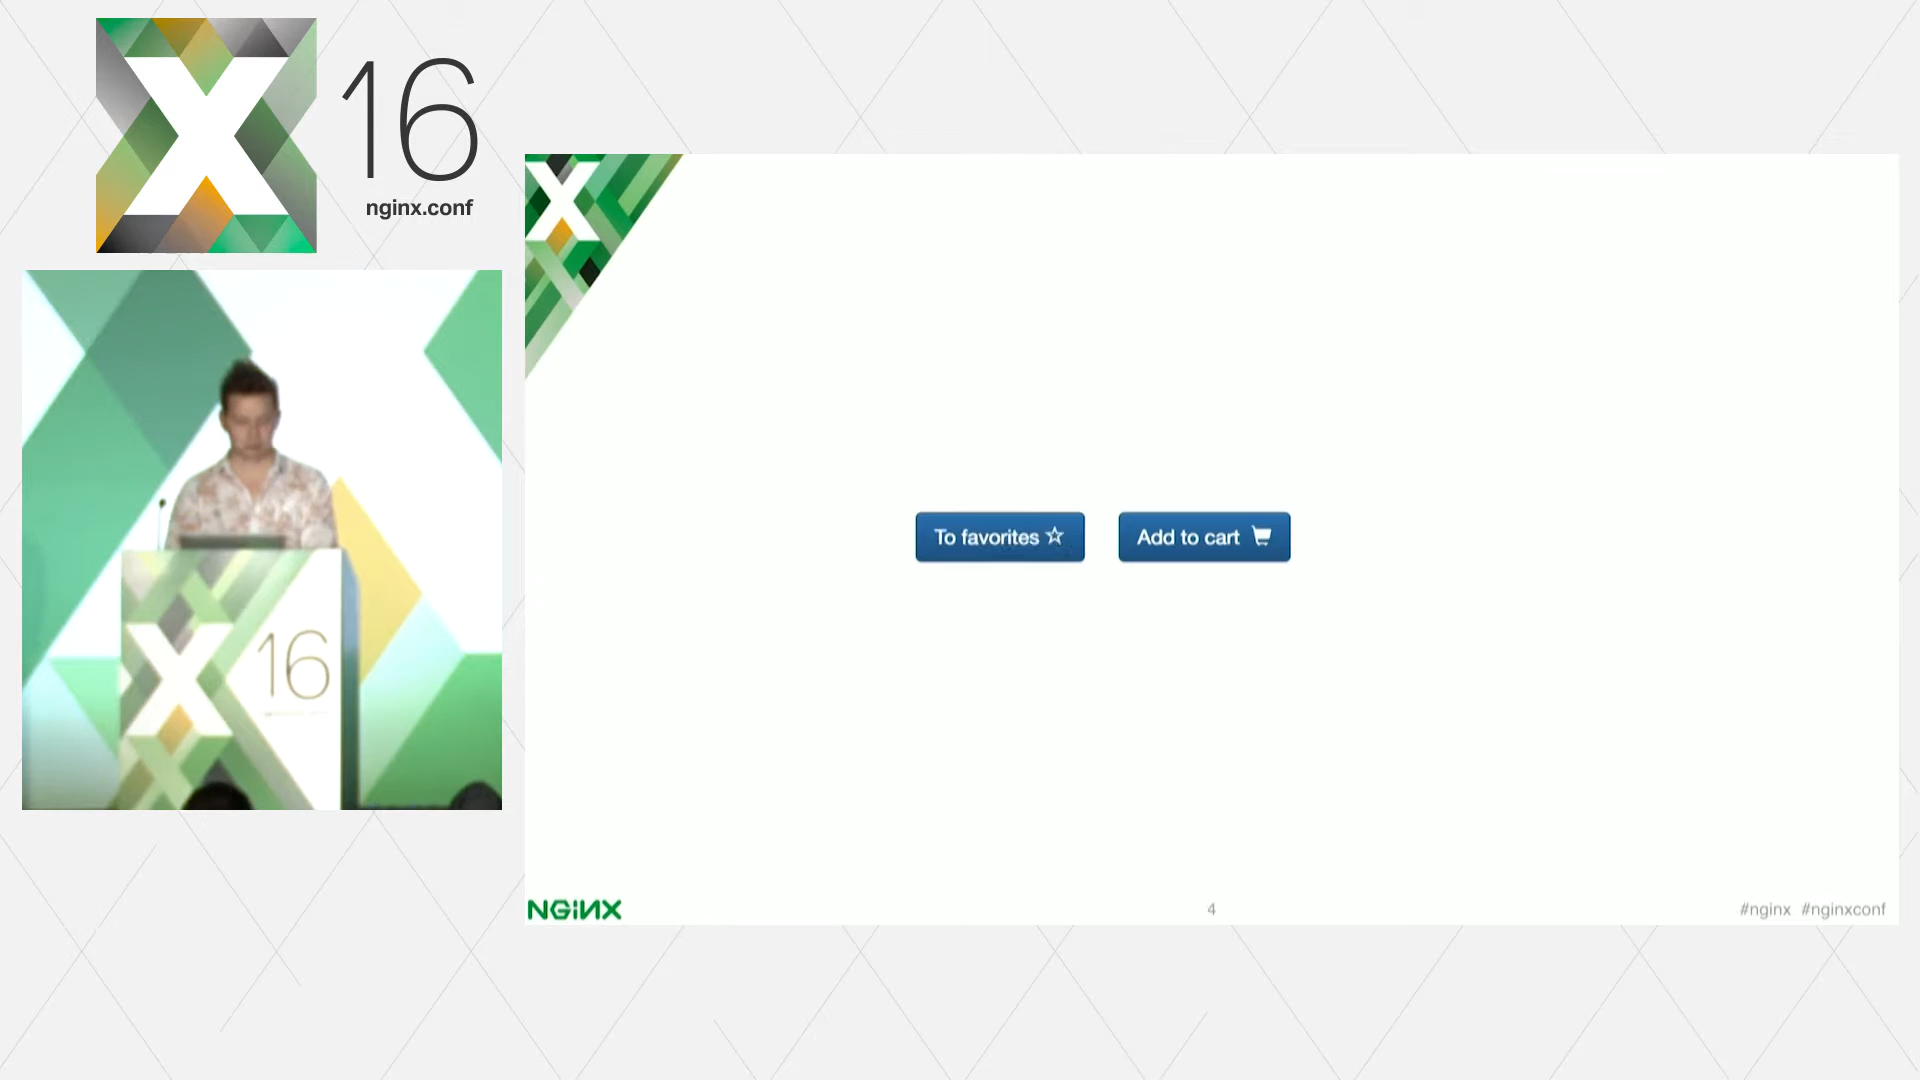 X 16
nginx.conf
X
16
X
To favorites
Add to cart
NGINX
4
#nginx #nginxconf